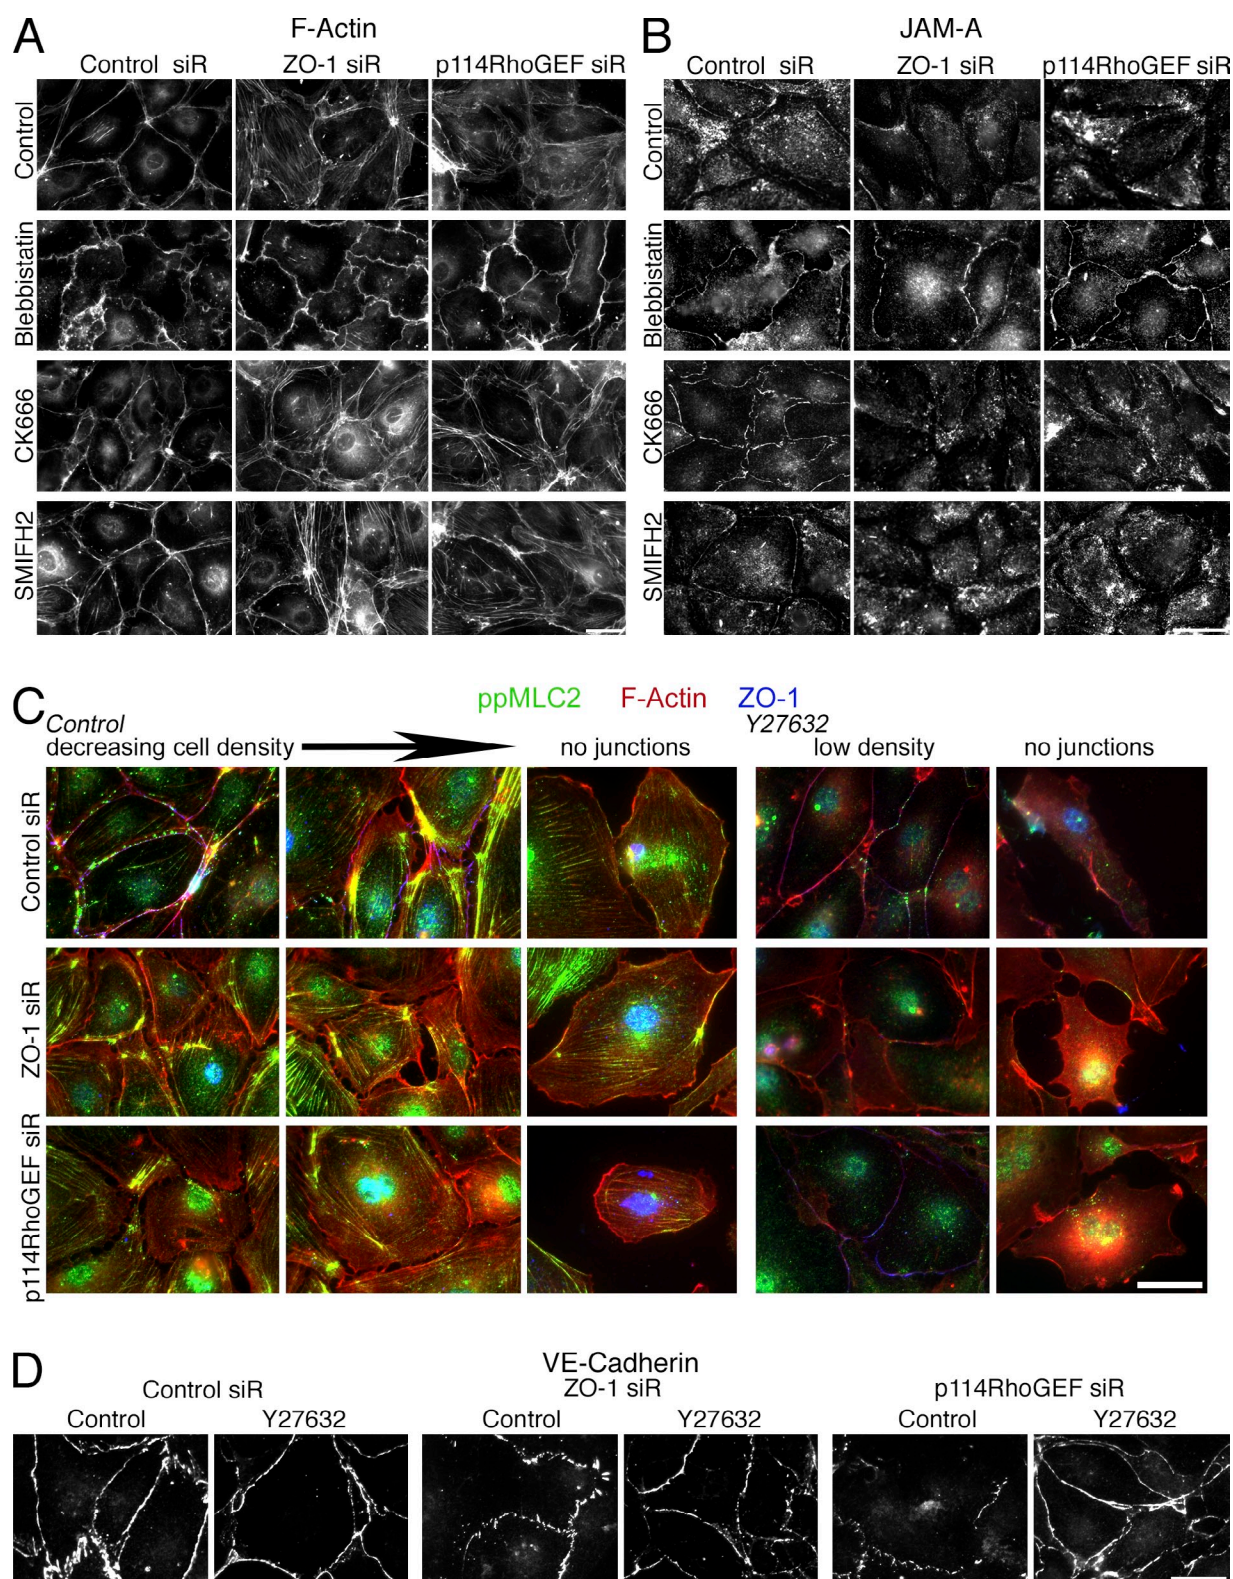 A
F-Actin
Control siR
ZO-1 siR
p114RhoGEF siR
Control
Blebbistatin
CK666
SMIFH2
B
JAM-A
Control siR
ZO-1 siR
p114RhoGEF siR
Control
Blebbistatin
CK666
SMIFH2
C
ppMLC2 F-Actin ZO-1
Control
decreasing cell density
no junctions
Y27632
low density
no junctions
Control siR
ZO-1 siR
p114RhoGEF siR
D
VE-Cadherin
Control siR
ZO-1 siR
p114RhoGEF siR
Control
Y27632
Control
Y27632
Control
Y27632